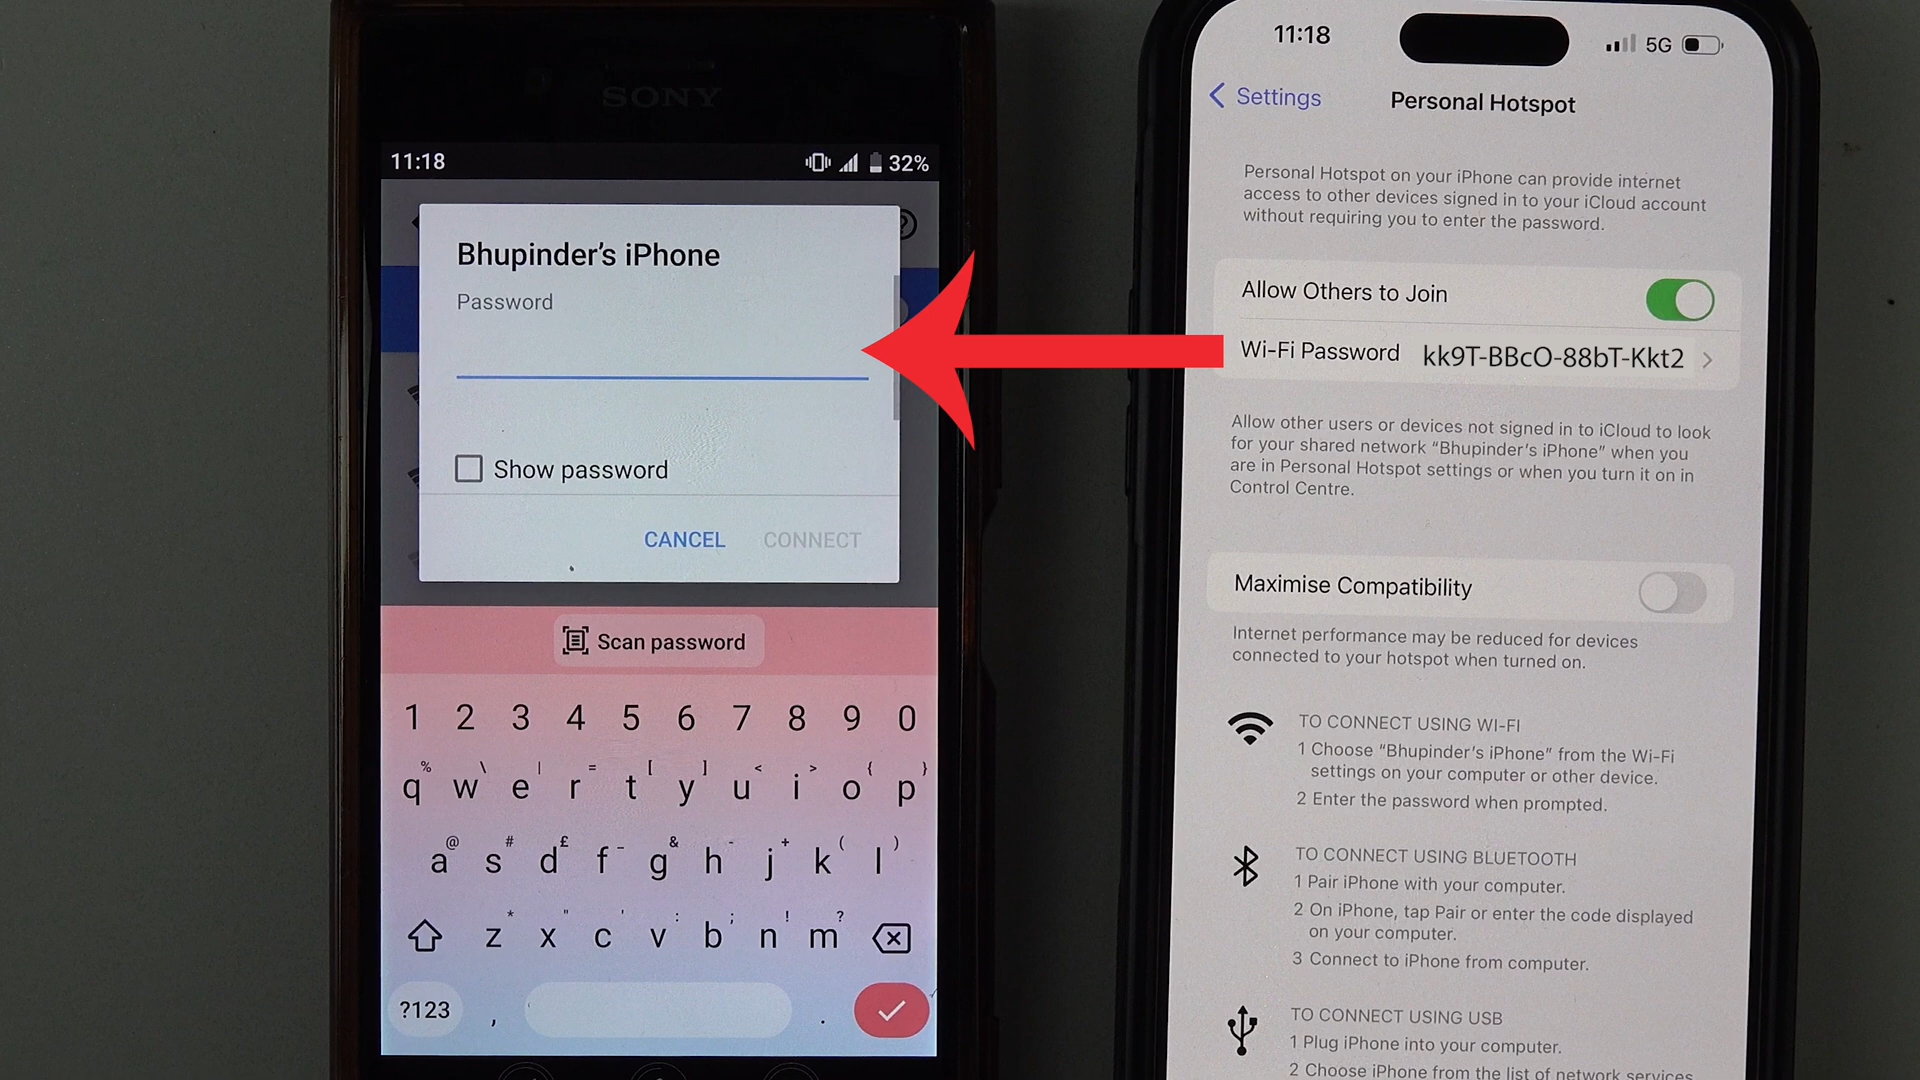 SONY
11:18
32%
Bhupinder’s iPhone
Password
Show password
CANCEL CONNECT
Scan password
1 2 3 4 5 6 7 8 9 0
% \ | = [ ] < > { }
q w e r t y u i o p
@ # £ - & - + ( )
a s d f g h j k l
* " ' : ; ! ?
z x c v b n m
?123 , .
11:18
5G
Settings
Personal Hotspot
Personal Hotspot on your iPhone can provide internet
access to other devices signed in to your iCloud account
without requiring you to enter the password.
Allow Others to Join
Wi-Fi Password kk9T-BBcO-88bT-Kkt2
Allow other users or devices not signed in to iCloud to look
for your shared network “Bhupinder’s iPhone” when you
are in Personal Hotspot settings or when you turn it on in
Control Centre.
Maximise Compatibility
Internet performance may be reduced for devices
connected to your hotspot when turned on.
TO CONNECT USING WI-FI
1 Choose “Bhupinder’s iPhone” from the Wi-Fi
settings on your computer or other device.
2 Enter the password when prompted.
TO CONNECT USING BLUETOOTH
1 Pair iPhone with your computer.
2 On iPhone, tap Pair or enter the code displayed
on your computer.
3 Connect to iPhone from computer.
TO CONNECT USING USB
1 Plug iPhone into your computer.
2 Choose iPhone from the list of network services